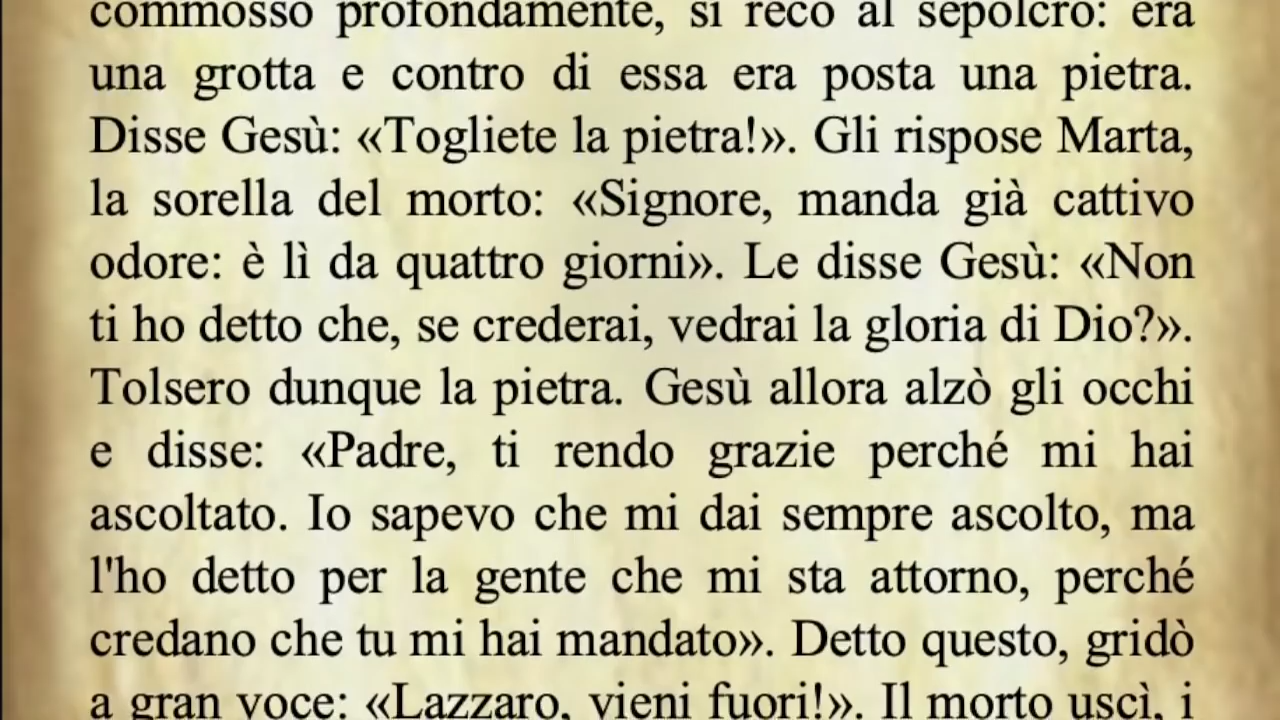 commosso profondamente, si recò al sepolcro: era
una grotta e contro di essa era posta una pietra.
Disse Gesù: «Togliete la pietra!». Gli rispose Marta,
la sorella del morto: «Signore, manda già cattivo
odore: è lì da quattro giorni». Le disse Gesù: «Non
ti ho detto che, se crederai, vedrai la gloria di Dio?».
Tolsero dunque la pietra. Gesù allora alzò gli occhi
e disse: «Padre, ti rendo grazie perché mi hai
ascoltato. Io sapevo che mi dai sempre ascolto, ma
l'ho detto per la gente che mi sta attorno, perché
credano che tu mi hai mandato». Detto questo, gridò
a gran voce: «Lazzaro, vieni fuori!». Il morto uscì, i